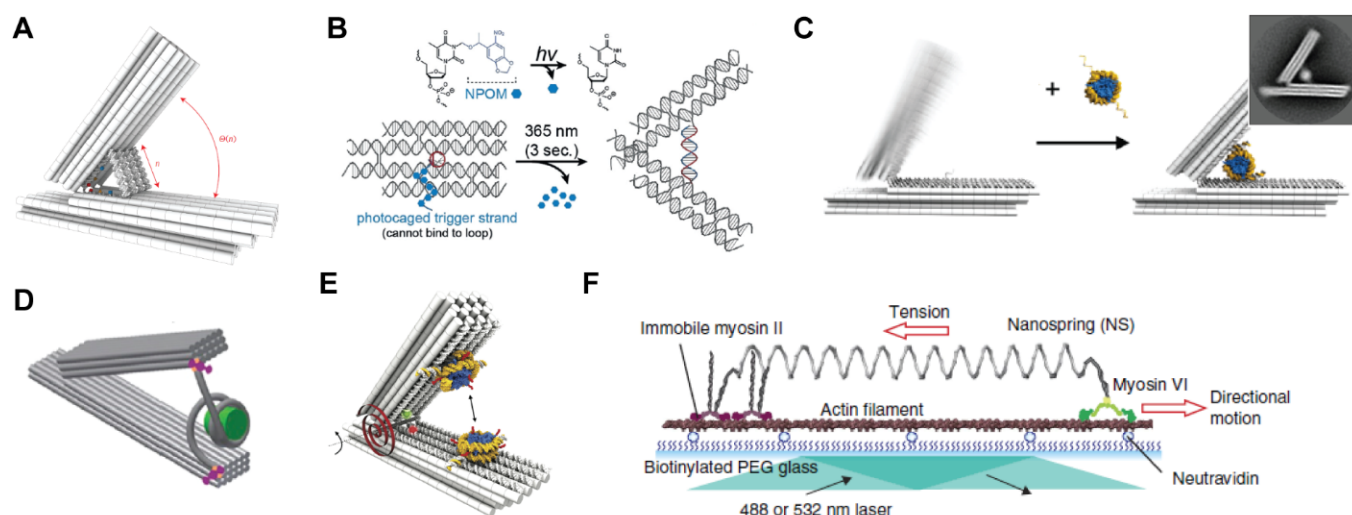 A
Θ(n)
n
B
NO₂
hν
NPOM
365 nm
(3 sec.)
photocaged trigger strand
(cannot bind to loop)
C
+
D
E
F
Tension
Nanospring (NS)
Immobile myosin II
Myosin VI
Directional
motion
Actin filament
Biotinylated PEG glass
Neutravidin
488 or 532 nm laser